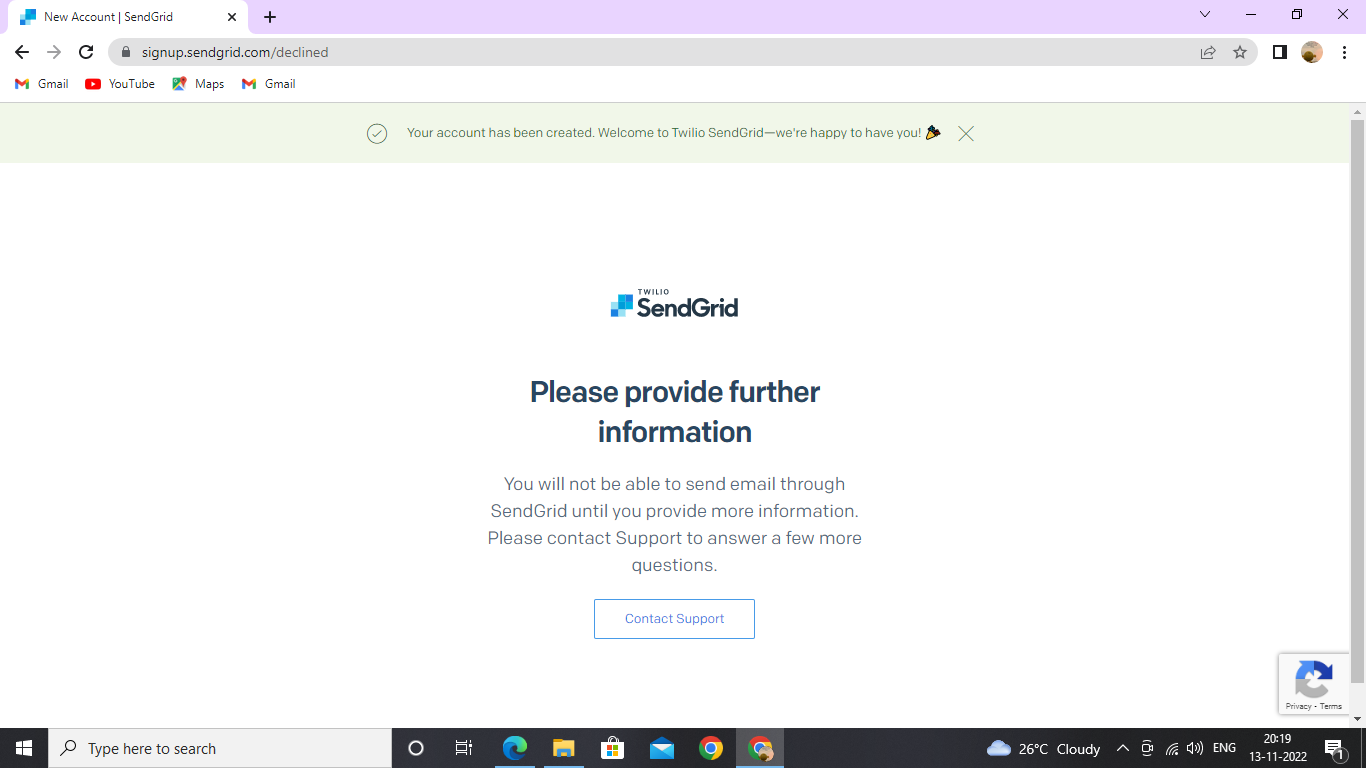 New Account | SendGrid
signup.sendgrid.com/declined
Gmail
YouTube
Maps
Gmail
Your account has been created. Welcome to Twilio SendGrid—we're happy to have you! 🎉
TWILIO
SendGrid
Please provide further
information
You will not be able to send email through
SendGrid until you provide more information.
Please contact Support to answer a few more
questions.
Contact Support
Privacy - Terms
Type here to search
26°C Cloudy
ENG
20:19
13-11-2022
1